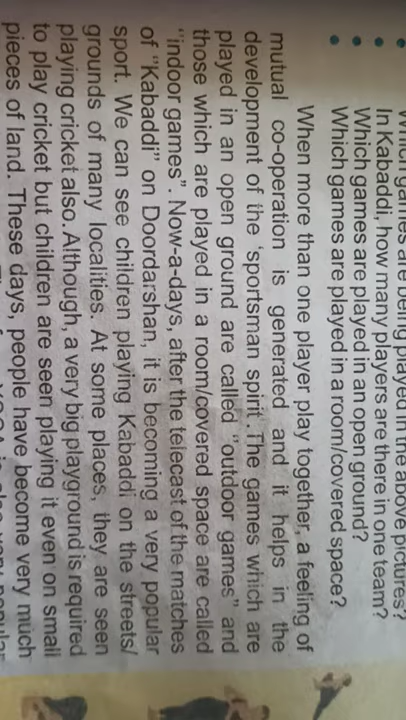 Which games are being played in the above pictures?
• In Kabaddi, how many players are there in one team?
• Which games are played in an open ground?
• Which games are played in a room/covered space?
When more than one player play together, a feeling of
mutual co-operation is generated and it helps in the
development of the 'sportsman spirit'. The games which are
played in an open ground are called "outdoor games" and
those which are played in a room/covered space are called
"indoor games". Now-a-days, after the telecast of the matches
of "Kabaddi" on Doordarshan, it is becoming a very popular
sport. We can see children playing Kabaddi on the streets/
grounds of many localities. At some places, they are seen
playing cricket also. Although, a very big playground is required
to play cricket but children are seen playing it even on small
pieces of land. These days, people have become very much